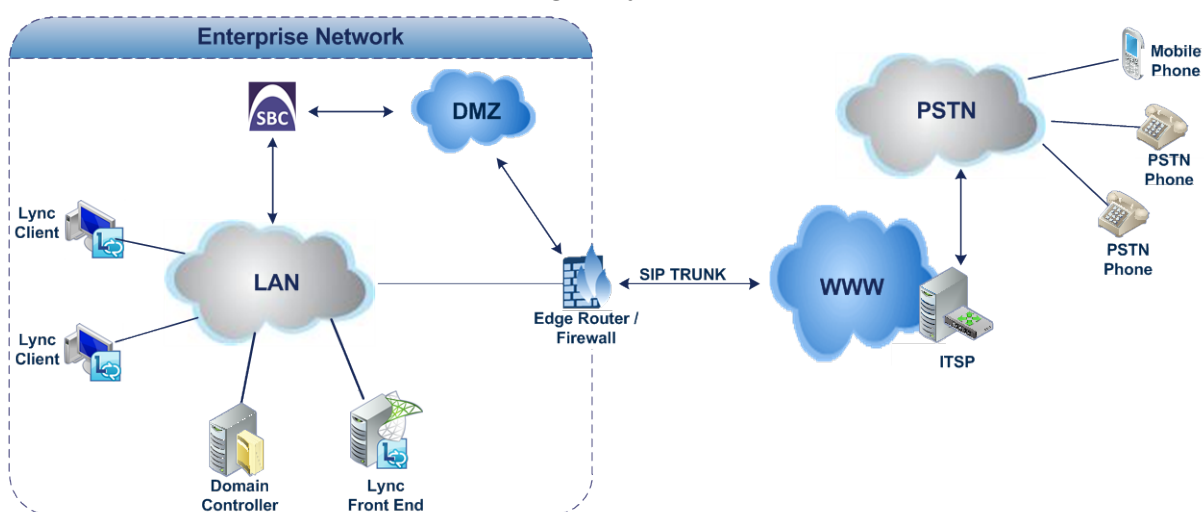 Enterprise Network
SBC
DMZ
Lync
Client
LAN
Lync
Client
Edge Router /
Firewall
Domain
Controller
Lync
Front End
SIP TRUNK
WWW
ITSP
PSTN
Mobile
Phone
PSTN
Phone
PSTN
Phone